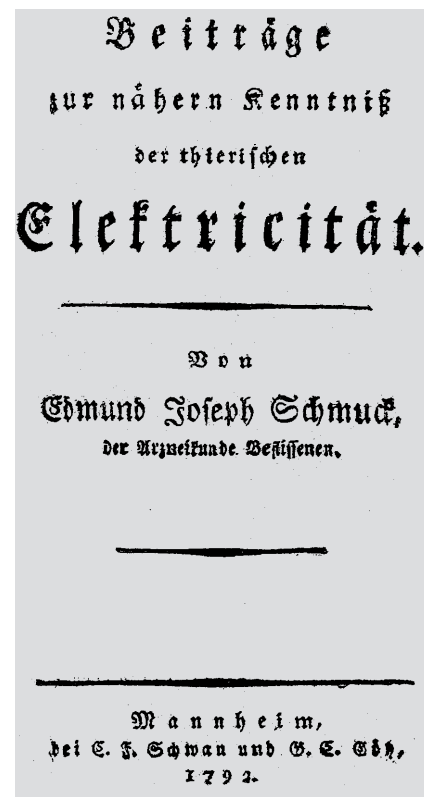 Beiträge
zur nähern Kenntniß
der thierischen
Elektricität.
Von
Edmund Joseph Schmuck,
der Arzneikunde Beflissenen.
Mannheim,
bei C. F. Schwan und G. C. Götz,
1792.